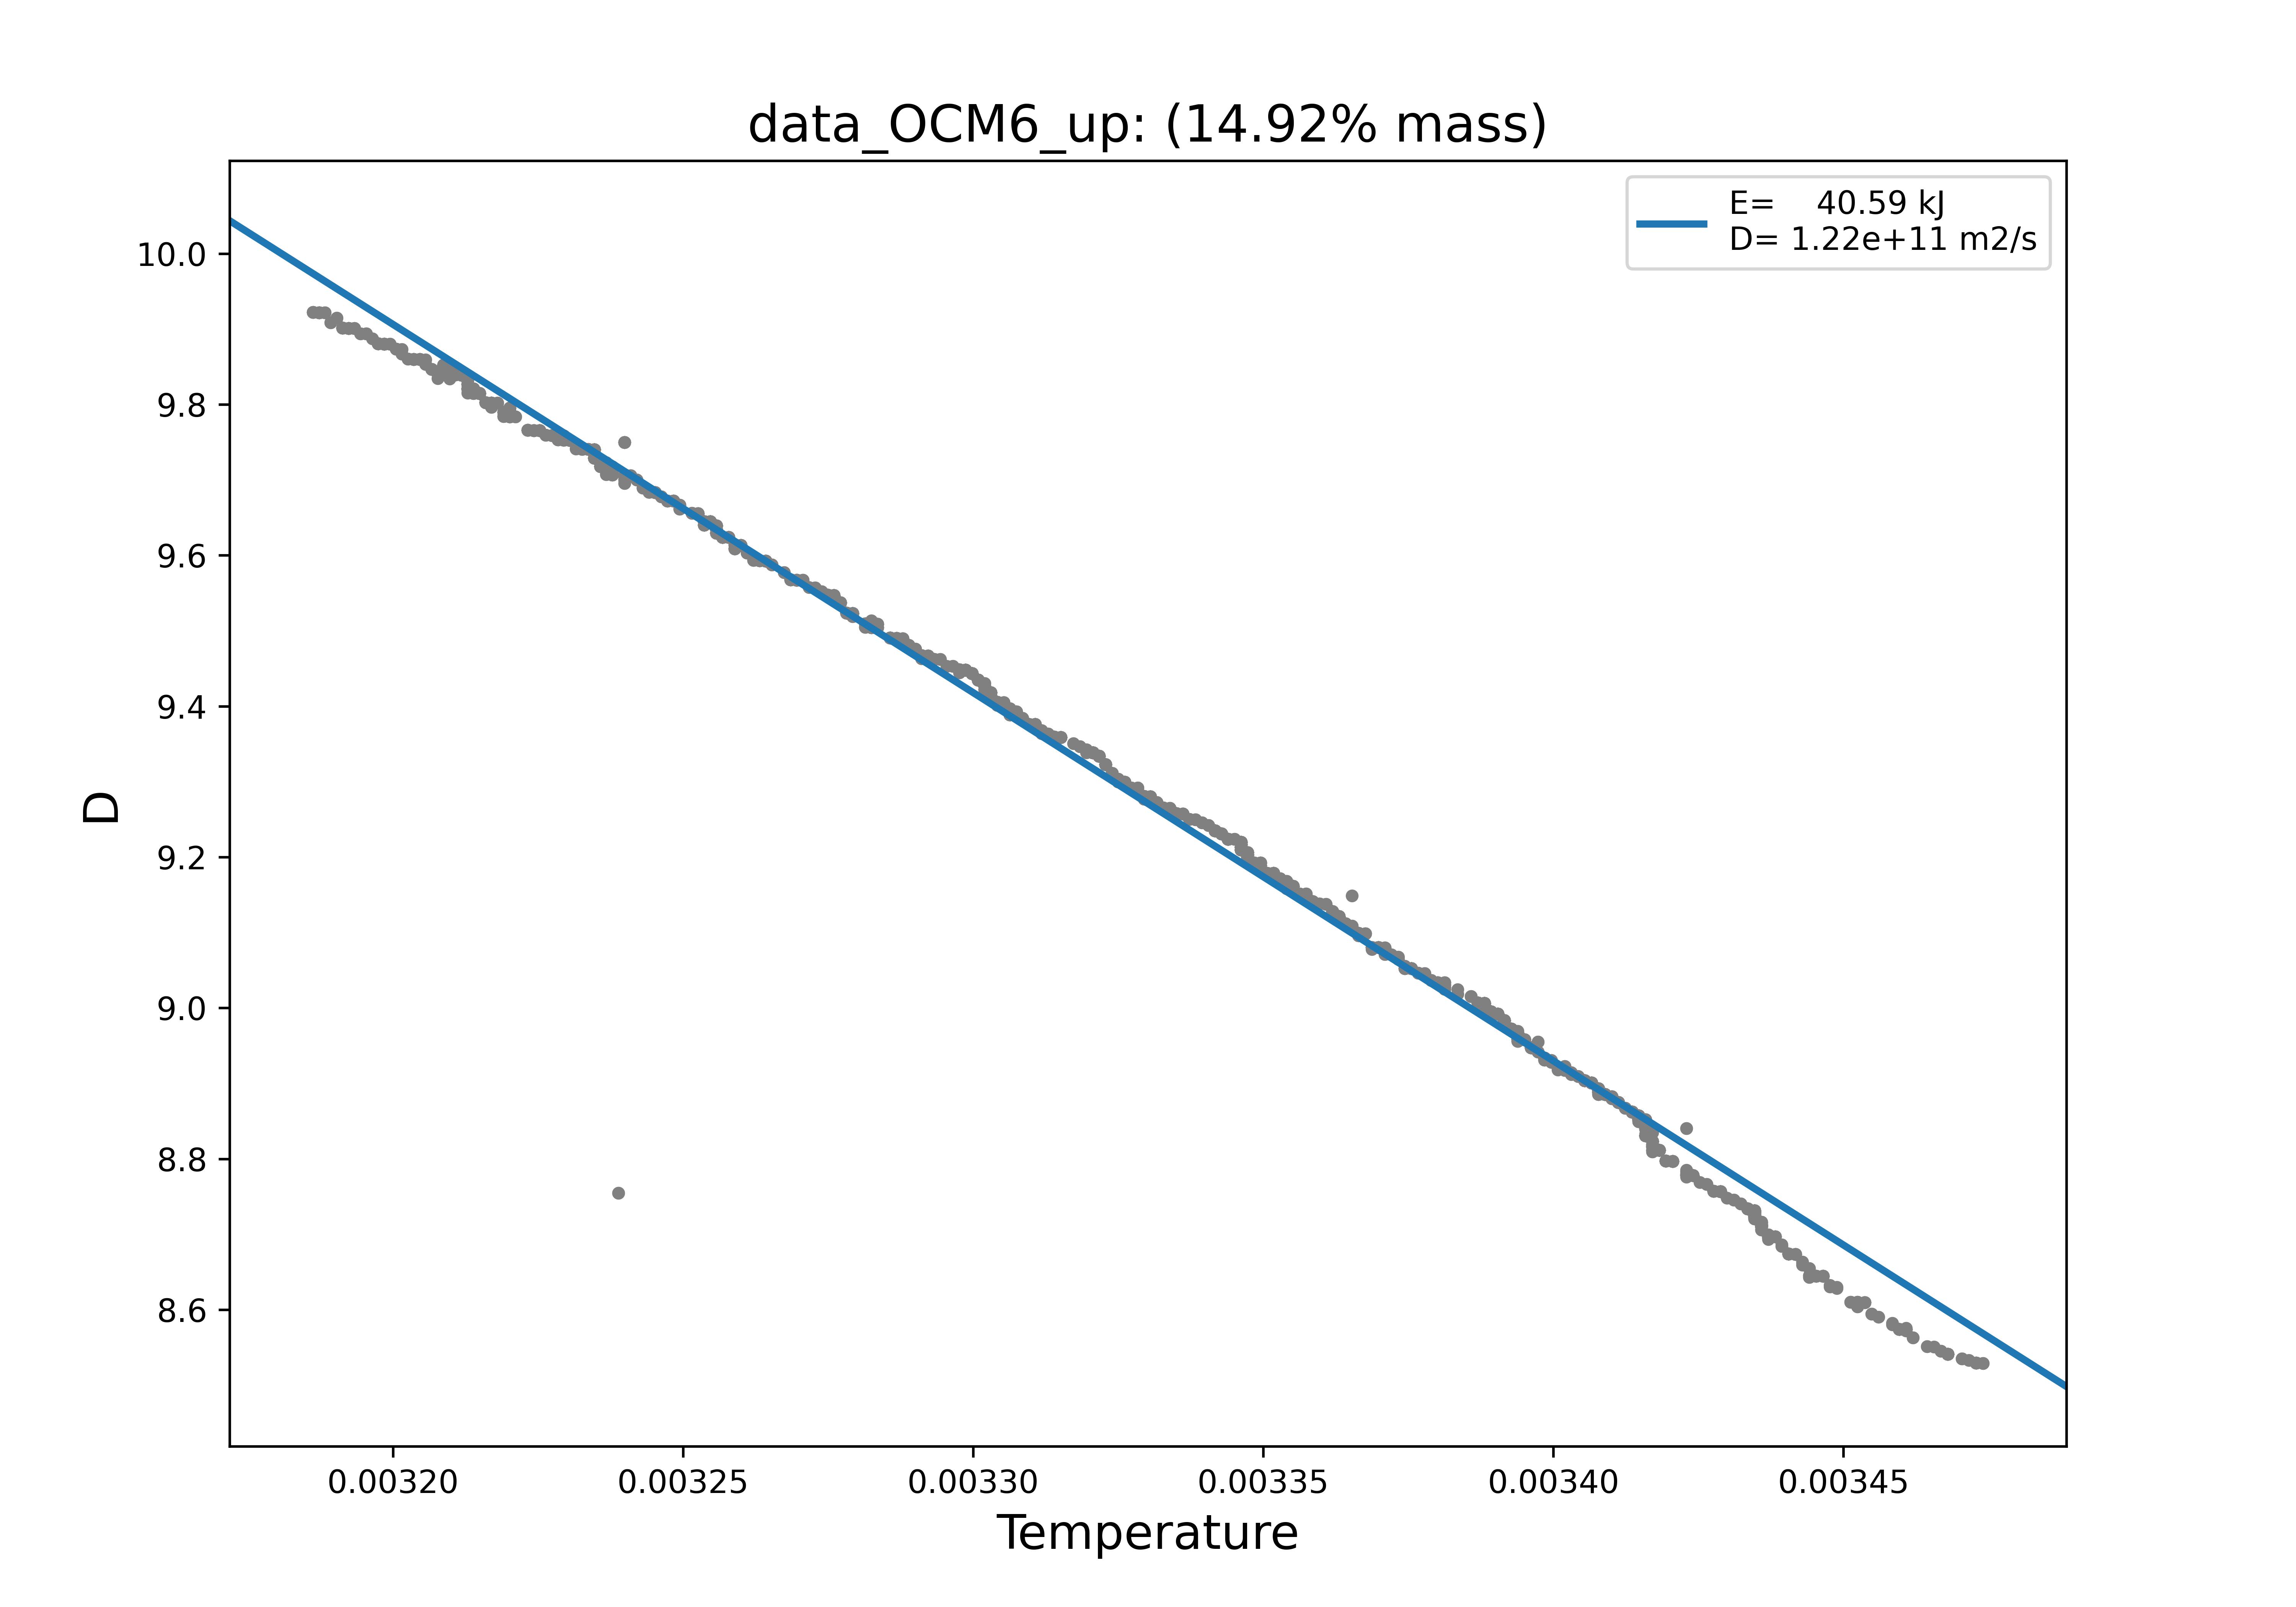 data_OCM6_up: (14.92% mass)
E= 40.59 kJ
D= 1.22e+11 m2/s
10.0
9.8
9.6
9.4
9.2
9.0
8.8
8.6
D
0.00320 0.00325 0.00330 0.00335 0.00340 0.00345
Temperature